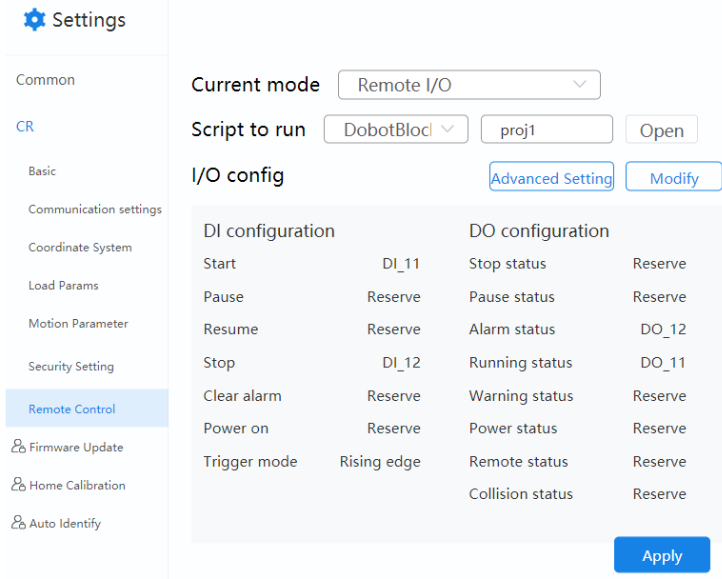 Settings
Common
CR
Basic
Communication settings
Coordinate System
Load Params
Motion Parameter
Security Setting
Remote Control
Firmware Update
Home Calibration
Auto Identify
Current mode Remote I/O
Script to run DobotBloc proj1 Open
I/O config Advanced Setting Modify
DI configuration DO configuration
Start DI_11 Stop status Reserve
Pause Reserve Pause status Reserve
Resume Reserve Alarm status DO_12
Stop DI_12 Running status DO_11
Clear alarm Reserve Warning status Reserve
Power on Reserve Power status Reserve
Trigger mode Rising edge Remote status Reserve
Collision status Reserve
Apply